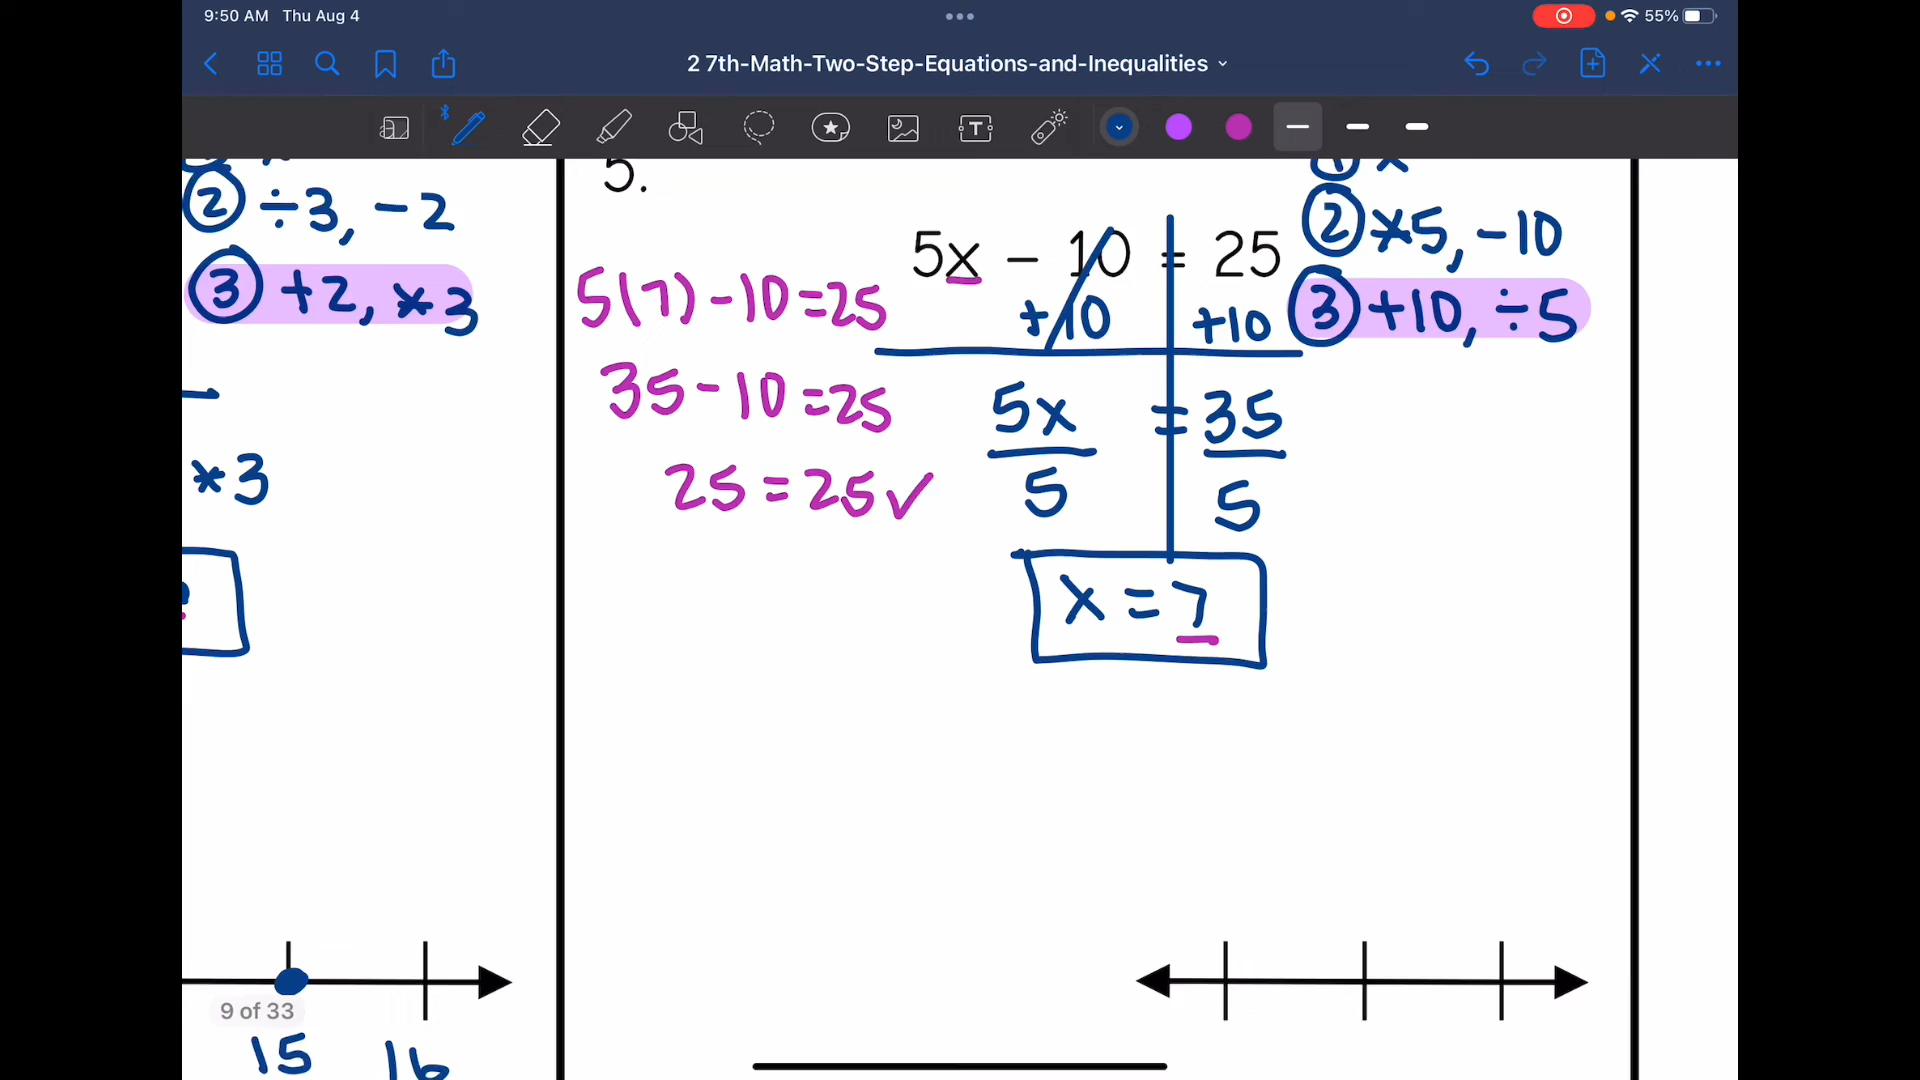 9:50 AM Thu Aug 4
55%
2 7th-Math-Two-Step-Equations-and-Inequalities
② ÷3, -2
③ +2, *3
*3
15 16
9 of 33
5.
① x
② *5, -10
③ +10, ÷5
5x - 10 = 25
+10 +10
5x = 35
5 5
x = 7
5(7) -10 =25
35 - 10 =25
25 = 25 ✓